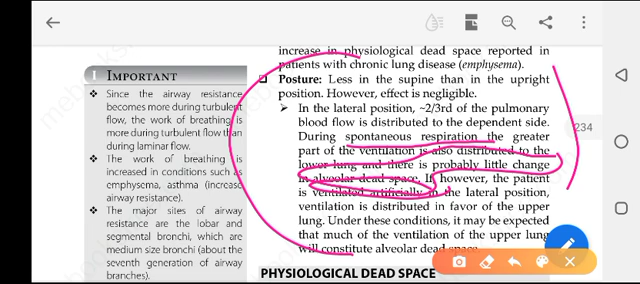 increase in physiological dead space reported in
patients with chronic lung disease (emphysema).
Posture: Less in the supine than in the upright
position. However, effect is negligible.
In the lateral position, ~2/3rd of the pulmonary
blood flow is distributed to the dependent side.
During spontaneous respiration the greater
part of the ventilation is also distributed to the
lower lung and there is probably little change
in alveolar dead space. If, however, the patient
is ventilated artificially in the lateral position,
ventilation is distributed in favor of the upper
lung. Under these conditions, it may be expected
that much of the ventilation of the upper lung
will constitute alveolar dead space.
PHYSIOLOGICAL DEAD SPACE
I IMPORTANT
Since the airway resistance
becomes more during turbulent
flow, the work of breathing is
more during turbulent flow than
during laminar flow.
The work of breathing is
increased in conditions such as
emphysema, asthma (increase
airway resistance).
The major sites of airway
resistance are the lobar and
segmental bronchi, which are
medium size bronchi (about the
seventh generation of airway
branches).
234